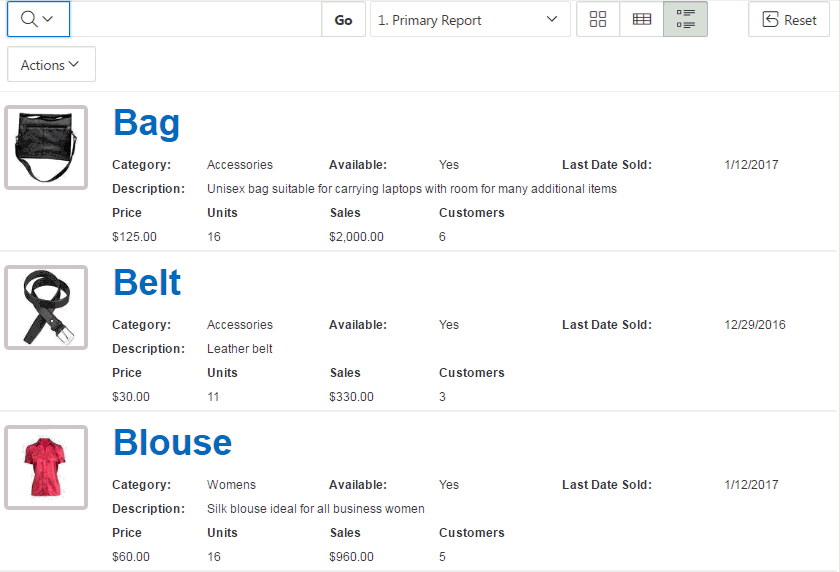 Go 1. Primary Report Reset
Actions
Bag
Category: Accessories Available: Yes Last Date Sold: 1/12/2017
Description: Unisex bag suitable for carrying laptops with room for many additional items
Price Units Sales Customers
$125.00 16 $2,000.00 6
Belt
Category: Accessories Available: Yes Last Date Sold: 12/29/2016
Description: Leather belt
Price Units Sales Customers
$30.00 11 $330.00 3
Blouse
Category: Womens Available: Yes Last Date Sold: 1/12/2017
Description: Silk blouse ideal for all business women
Price Units Sales Customers
$60.00 16 $960.00 5